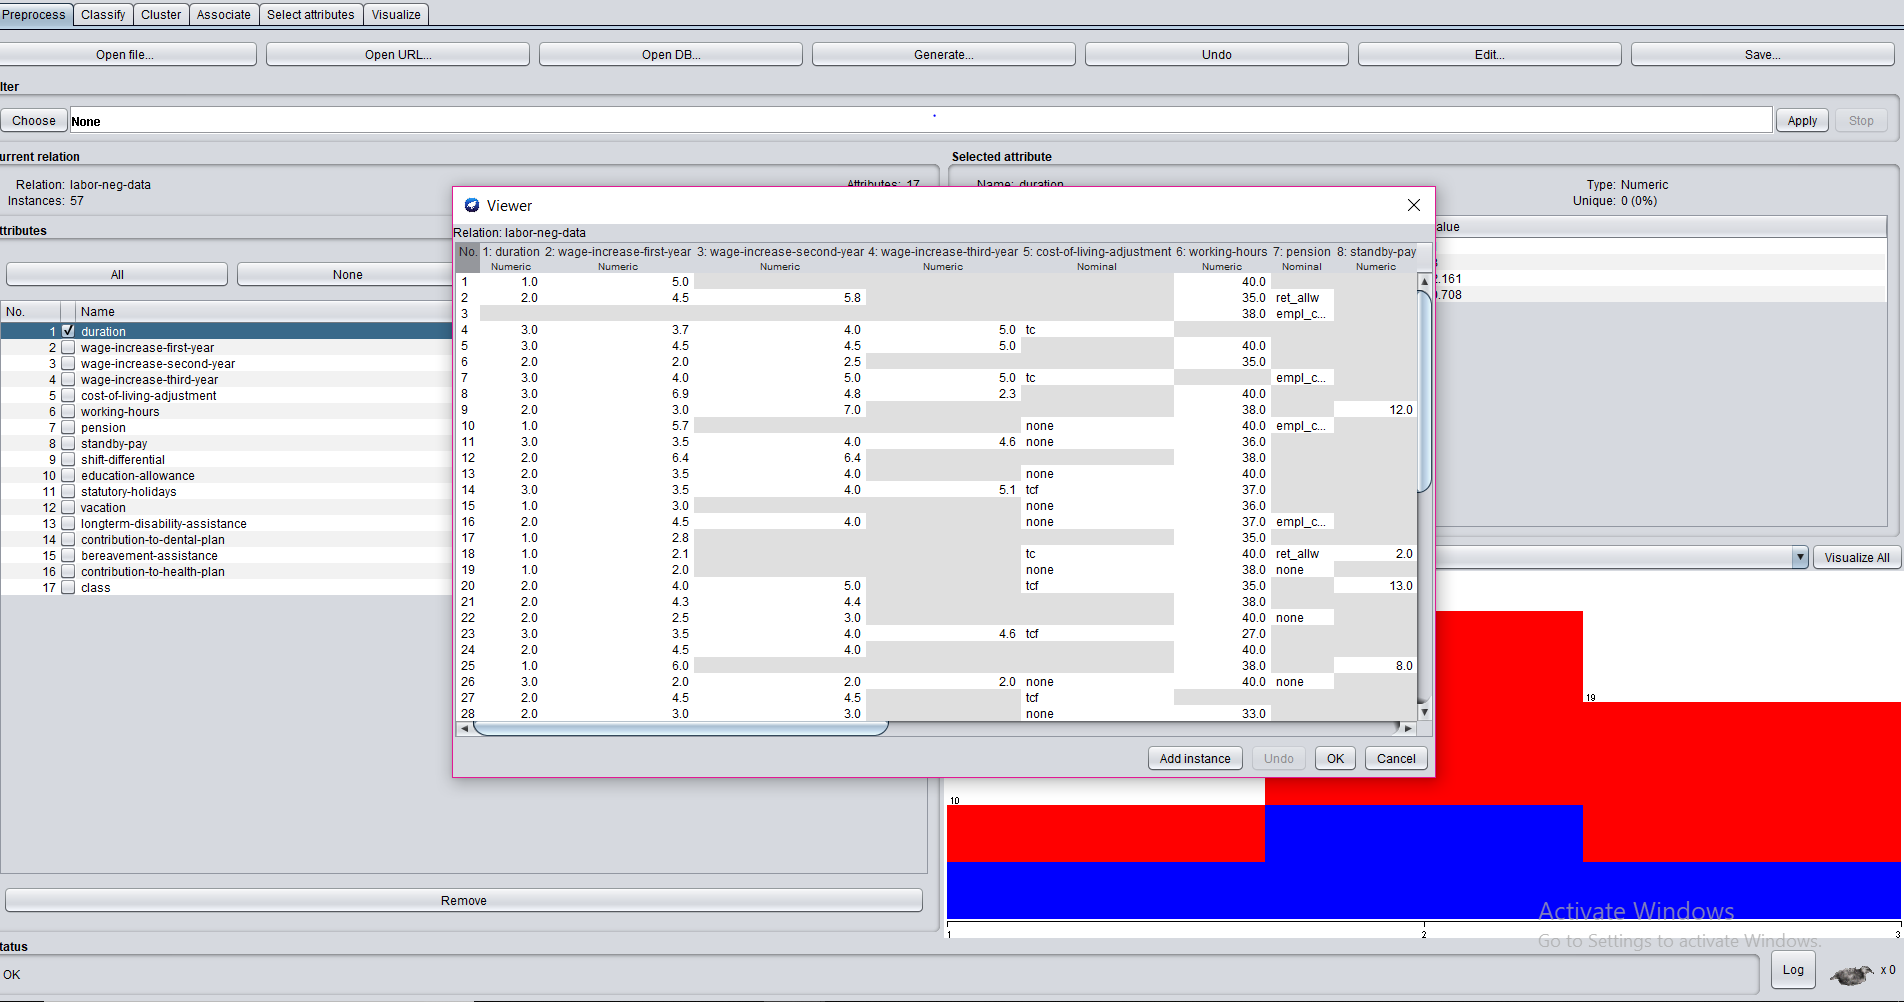 Preprocess Classify Cluster Associate Select attributes Visualize
Open file... Open URL... Open DB... Generate... Undo Edit... Save...
lter
Choose None Apply Stop
urrent relation Selected attribute
Relation: labor-neg-data Attributes: 17 Name: duration Type: Numeric
Instances: 57 Unique: 0 (0%)
ttributes alue
All None
2.161
.708
No. Name
1 duration
2 wage-increase-first-year
3 wage-increase-second-year
4 wage-increase-third-year
5 cost-of-living-adjustment
6 working-hours
7 pension
8 standby-pay
9 shift-differential
10 education-allowance
11 statutory-holidays
12 vacation
13 longterm-disability-assistance
14 contribution-to-dental-plan
15 bereavement-assistance
16 contribution-to-health-plan
17 class
Viewer
Relation: labor-neg-data
No. 1: duration 2: wage-increase-first-year 3: wage-increase-second-year 4: wage-increase-third-year 5: cost-of-living-adjustment 6: working-hours 7: pension 8: standby-pay
Numeric Numeric Numeric Numeric Nominal Numeric Nominal Numeric
1 1.0 5.0 40.0
2 2.0 4.5 5.8 35.0 ret_allw
3 38.0 empl_c...
4 3.0 3.7 4.0 5.0 tc
5 3.0 4.5 4.5 5.0 40.0
6 2.0 2.0 2.5 35.0
7 3.0 4.0 5.0 5.0 tc empl_c...
8 3.0 6.9 4.8 2.3 40.0
9 2.0 3.0 7.0 38.0 12.0
10 1.0 5.7 none 40.0 empl_c...
11 3.0 3.5 4.0 4.6 none 36.0
12 2.0 6.4 6.4 38.0
13 2.0 3.5 4.0 none 40.0
14 3.0 3.5 4.0 5.1 tcf 37.0
15 1.0 3.0 none 36.0
16 2.0 4.5 4.0 none 37.0 empl_c...
17 1.0 2.8 35.0
18 1.0 2.1 tc 40.0 ret_allw 2.0
19 1.0 2.0 none 38.0 none
20 2.0 4.0 5.0 tcf 35.0 13.0
21 2.0 4.3 4.4 38.0
22 2.0 2.5 3.0 40.0 none
23 3.0 3.5 4.0 4.6 tcf 27.0
24 2.0 4.5 4.0 40.0
25 1.0 6.0 38.0 8.0
26 3.0 2.0 2.0 2.0 none 40.0 none
27 2.0 4.5 4.5 tcf
28 2.0 3.0 3.0 none 33.0
Add instance Undo OK Cancel
Visualize All
19
10
1 2 3
Remove
Activate Windows
Go to Settings to activate Windows.
tatus
OK Log x 0